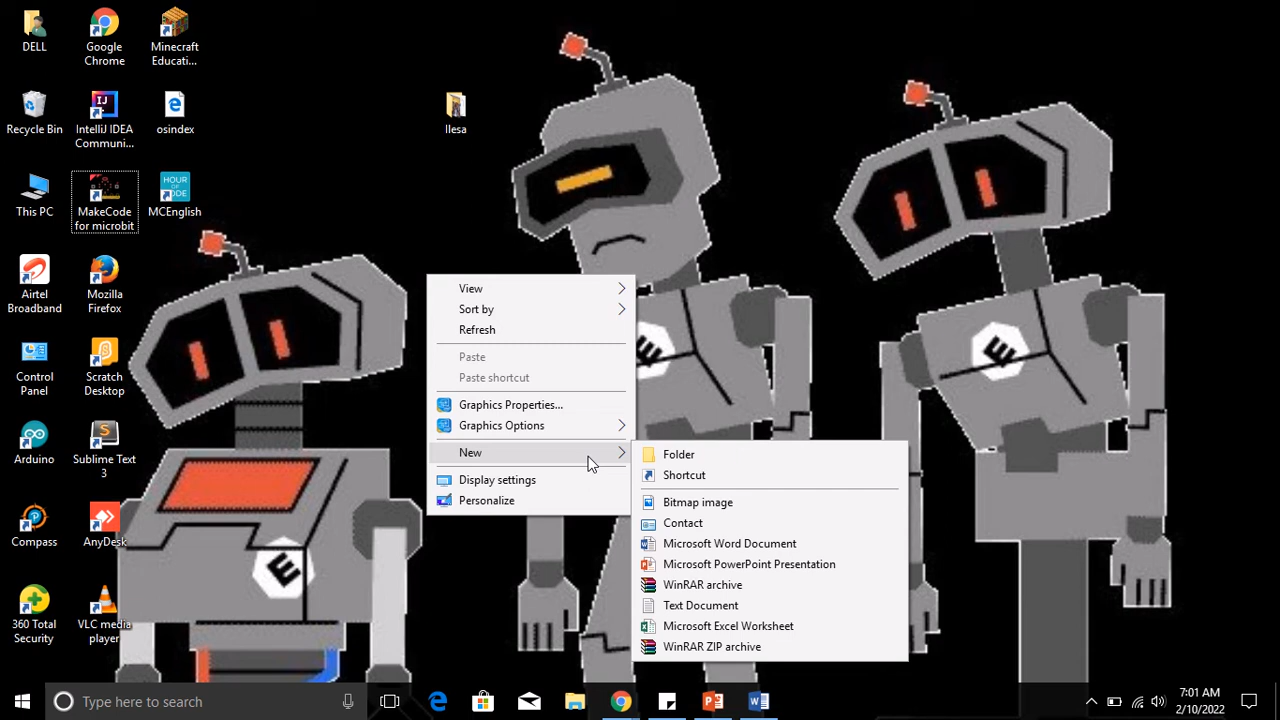 DELL
Google
Chrome
Minecraft
Educati...
Recycle Bin
IJ
IntelliJ IDEA
Communi...
osindex
llesa
This PC
MakeCode
for microbit
HOUR
OF
CODE
MCEnglish
Airtel
Broadband
Mozilla
Firefox
Control
Panel
Scratch
Desktop
Arduino
Sublime Text
3
Compass
AnyDesk
360 Total
Security
VLC media
player
View
Sort by
Refresh
Paste
Paste shortcut
Graphics Properties...
Graphics Options
New
Display settings
Personalize
Folder
Shortcut
Bitmap image
Contact
Microsoft Word Document
Microsoft PowerPoint Presentation
WinRAR archive
Text Document
Microsoft Excel Worksheet
WinRAR ZIP archive
E
E
E
Type here to search
7:01 AM
2/10/2022